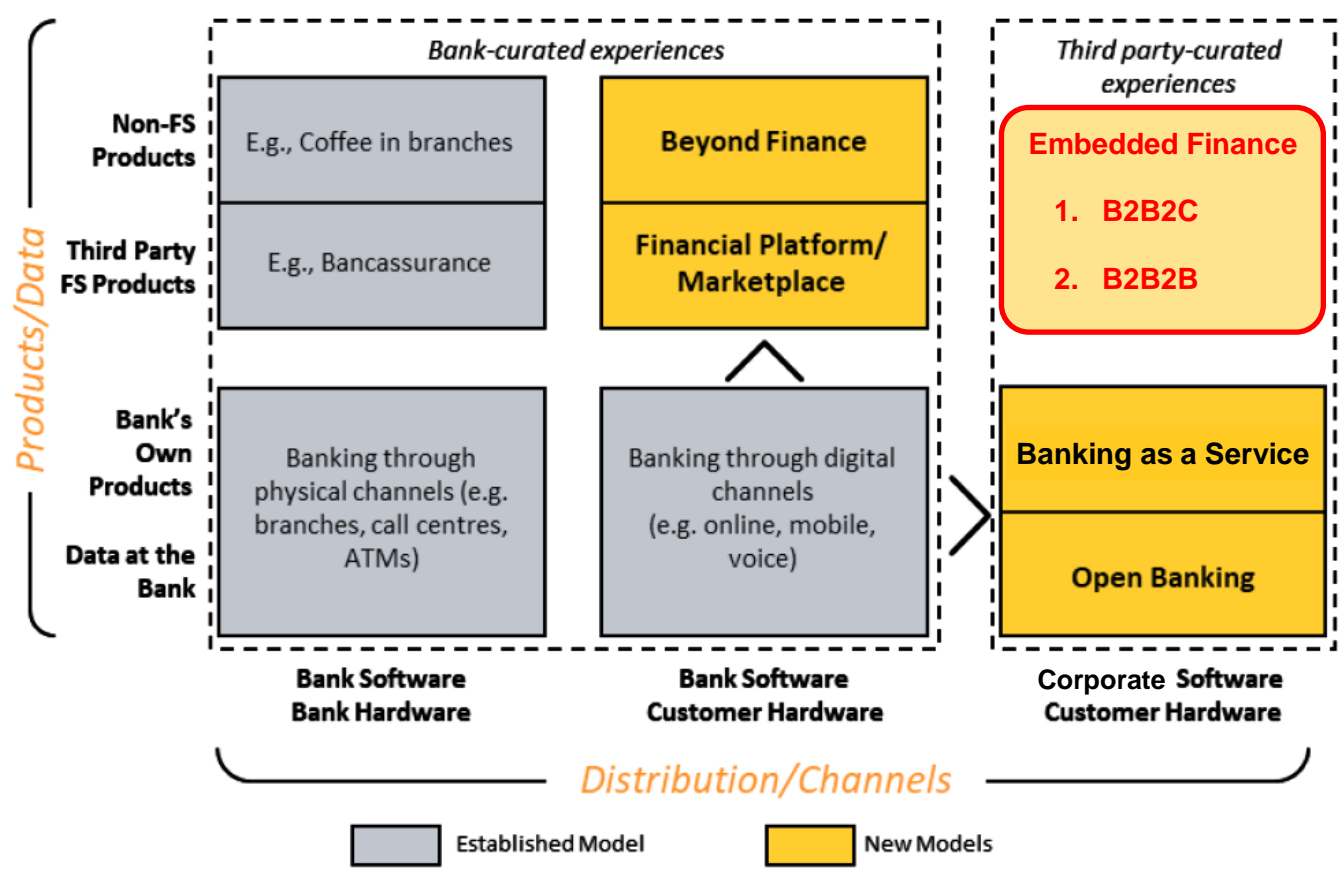 Bank-curated experiences
Third party-curated
experiences
Non-FS
Products
E.g., Coffee in branches
Beyond Finance
Embedded Finance
1. B2B2C
2. B2B2B
Third Party
FS Products
E.g., Bancassurance
Financial Platform/
Marketplace
Products/Data
Bank's
Own
Products
Data at the
Bank
Banking through
physical channels (e.g.
branches, call centres,
ATMs)
Banking through digital
channels
(e.g. online, mobile,
voice)
Banking as a Service
Open Banking
Bank Software
Bank Hardware
Bank Software
Customer Hardware
Corporate Software
Customer Hardware
Distribution/Channels
Established Model
New Models